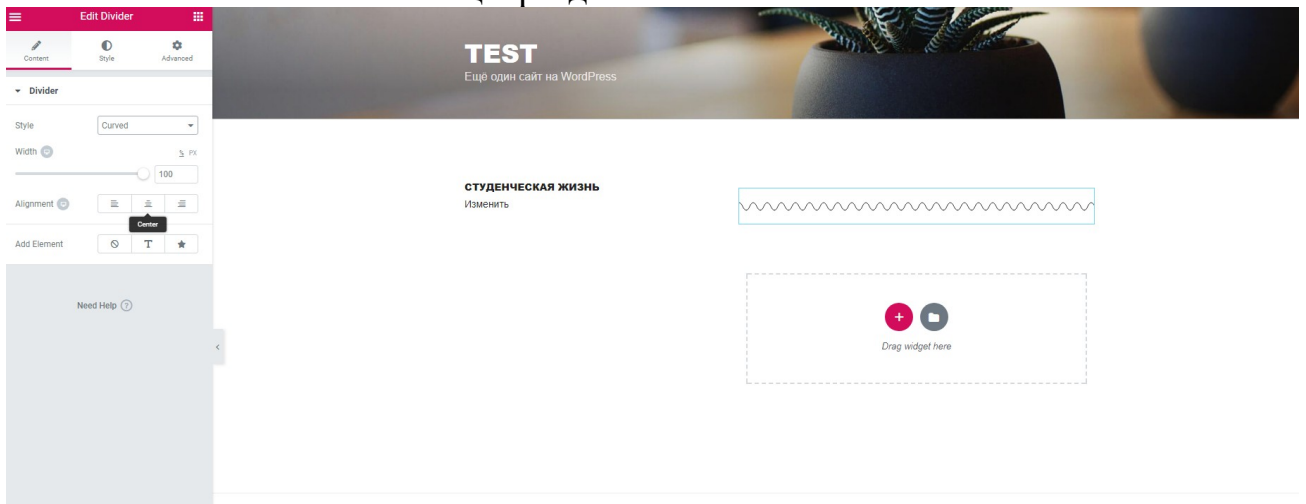 Edit Divider
Content
Style
Advanced
Divider
Style
Curved
Width
% PX
100
Alignment
Center
Add Element
T
Need Help ?
TEST
Ещё один сайт на WordPress
СТУДЕНЧЕСКАЯ ЖИЗНЬ
Изменить
Drag widget here